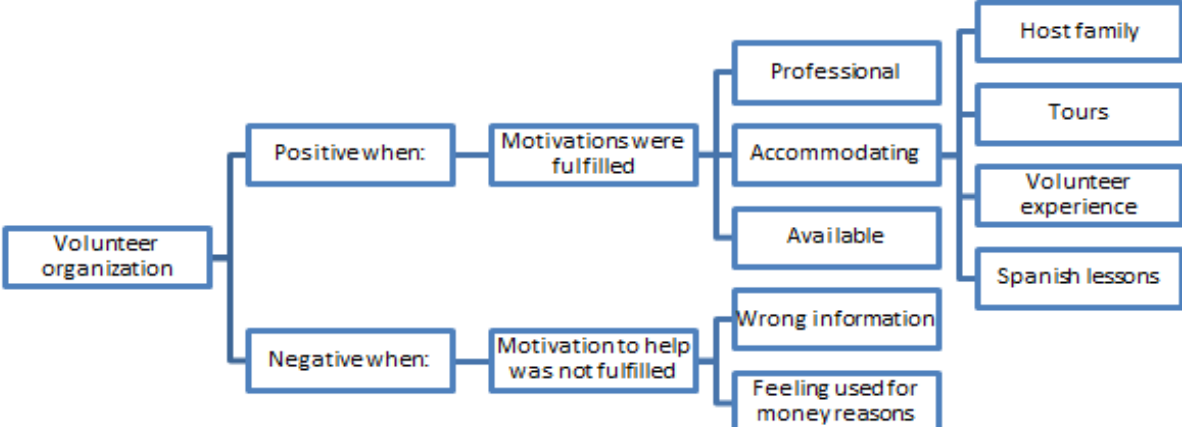 Volunteer
organization
Positive when:
Motivations were
fulfilled
Professional
Accommodating
Available
Host family
Tours
Volunteer
experience
Spanish lessons
Negative when:
Motivation to help
was not fulfilled
Wrong information
Feeling used for
money reasons